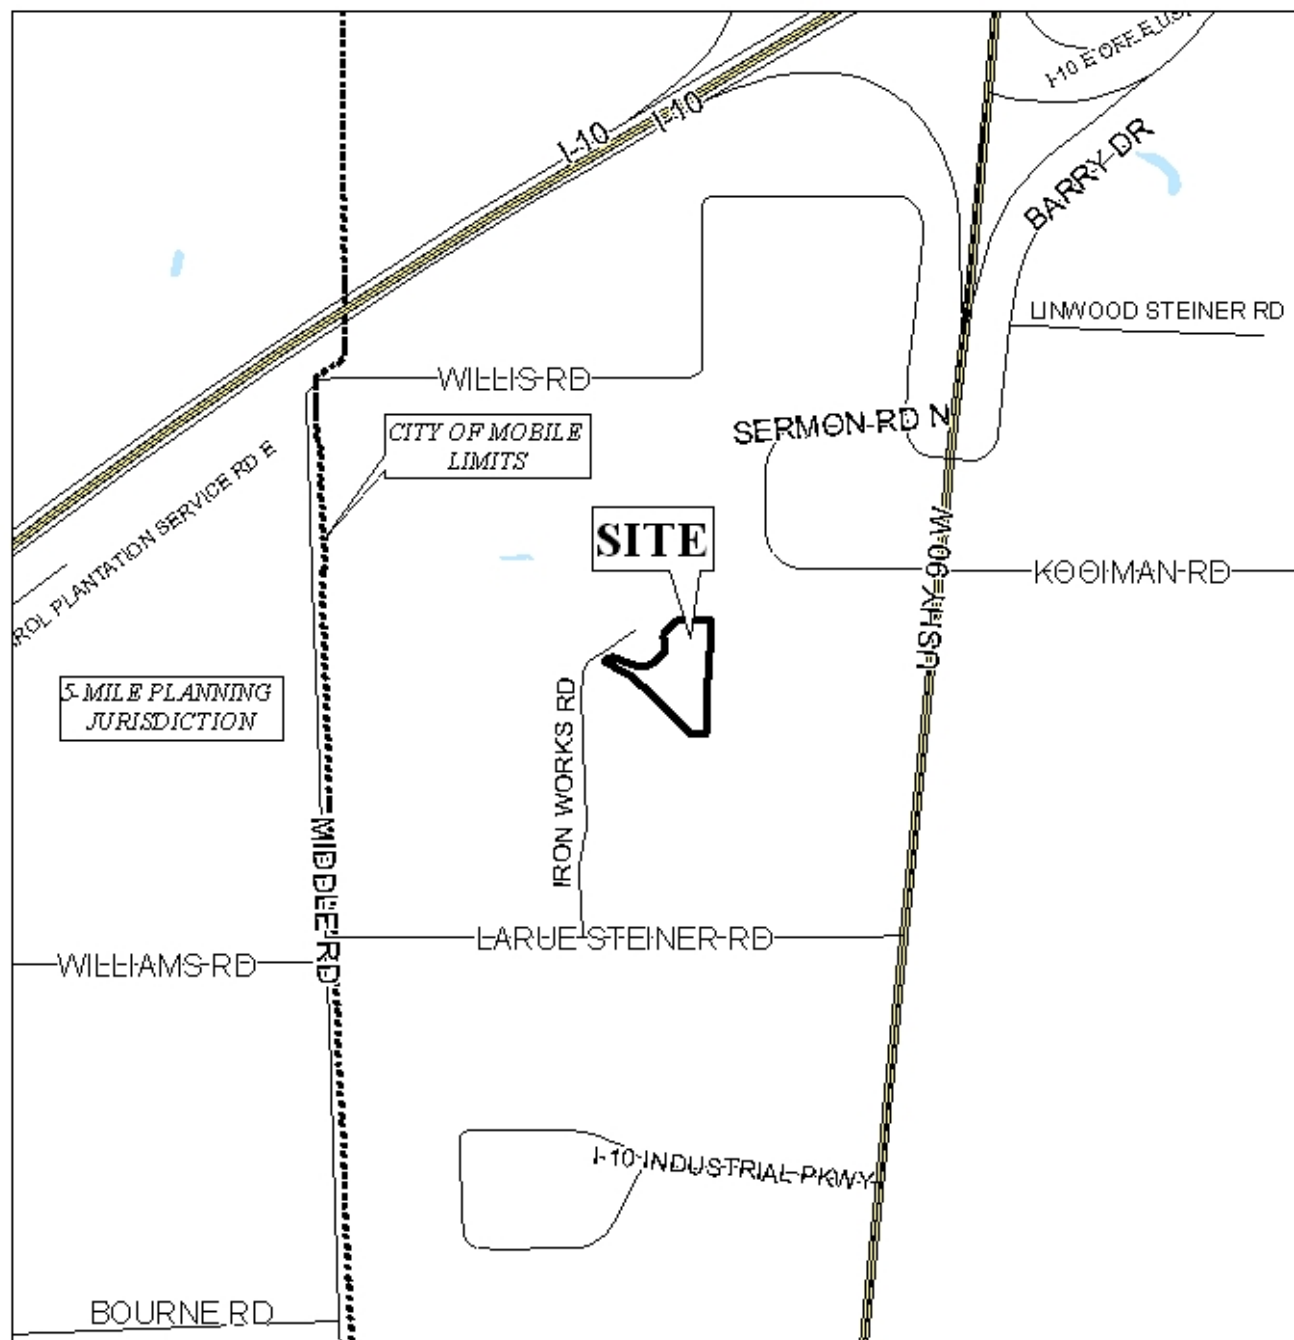 I-10 E OFF E US
I-10
I-10
BARRY DR
LINWOOD STEINER RD
WILLIS RD
SERMON RD N
CITY OF MOBILE
LIMITS
PLANTATION SERVICE RD E
SITE
USHY 90 W
KOOIMAN RD
5-MILE PLANNING
JURISDICTION
IRON WORKS RD
MIDDLE RD
LARUE STEINER RD
WILLIAMS RD
I-10 INDUSTRIAL PKWY
BOURNE RD